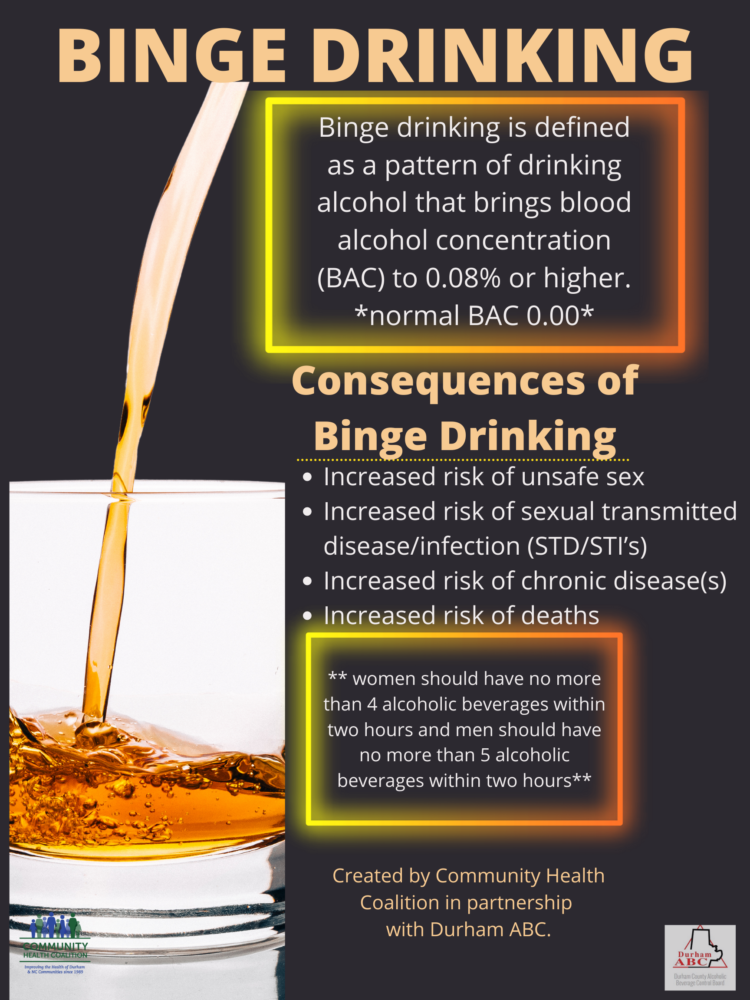 BINGE DRINKING
Binge drinking is defined
as a pattern of drinking
alcohol that brings blood
alcohol concentration
(BAC) to 0.08% or higher.
*normal BAC 0.00*
Consequences of
Binge Drinking
• Increased risk of unsafe sex
• Increased risk of sexual transmitted
disease/infection (STD/STI’s)
• Increased risk of chronic disease(s)
• Increased risk of deaths
** women should have no more
than 4 alcoholic beverages within
two hours and men should have
no more than 5 alcoholic
beverages within two hours**
Created by Community Health
Coalition in partnership
with Durham ABC.
COMMUNITY
HEALTH COALITION
Improving the Health of Durham
& NC Communities since 1989
Durham
ABC
Durham County Alcoholic
Beverage Control Board